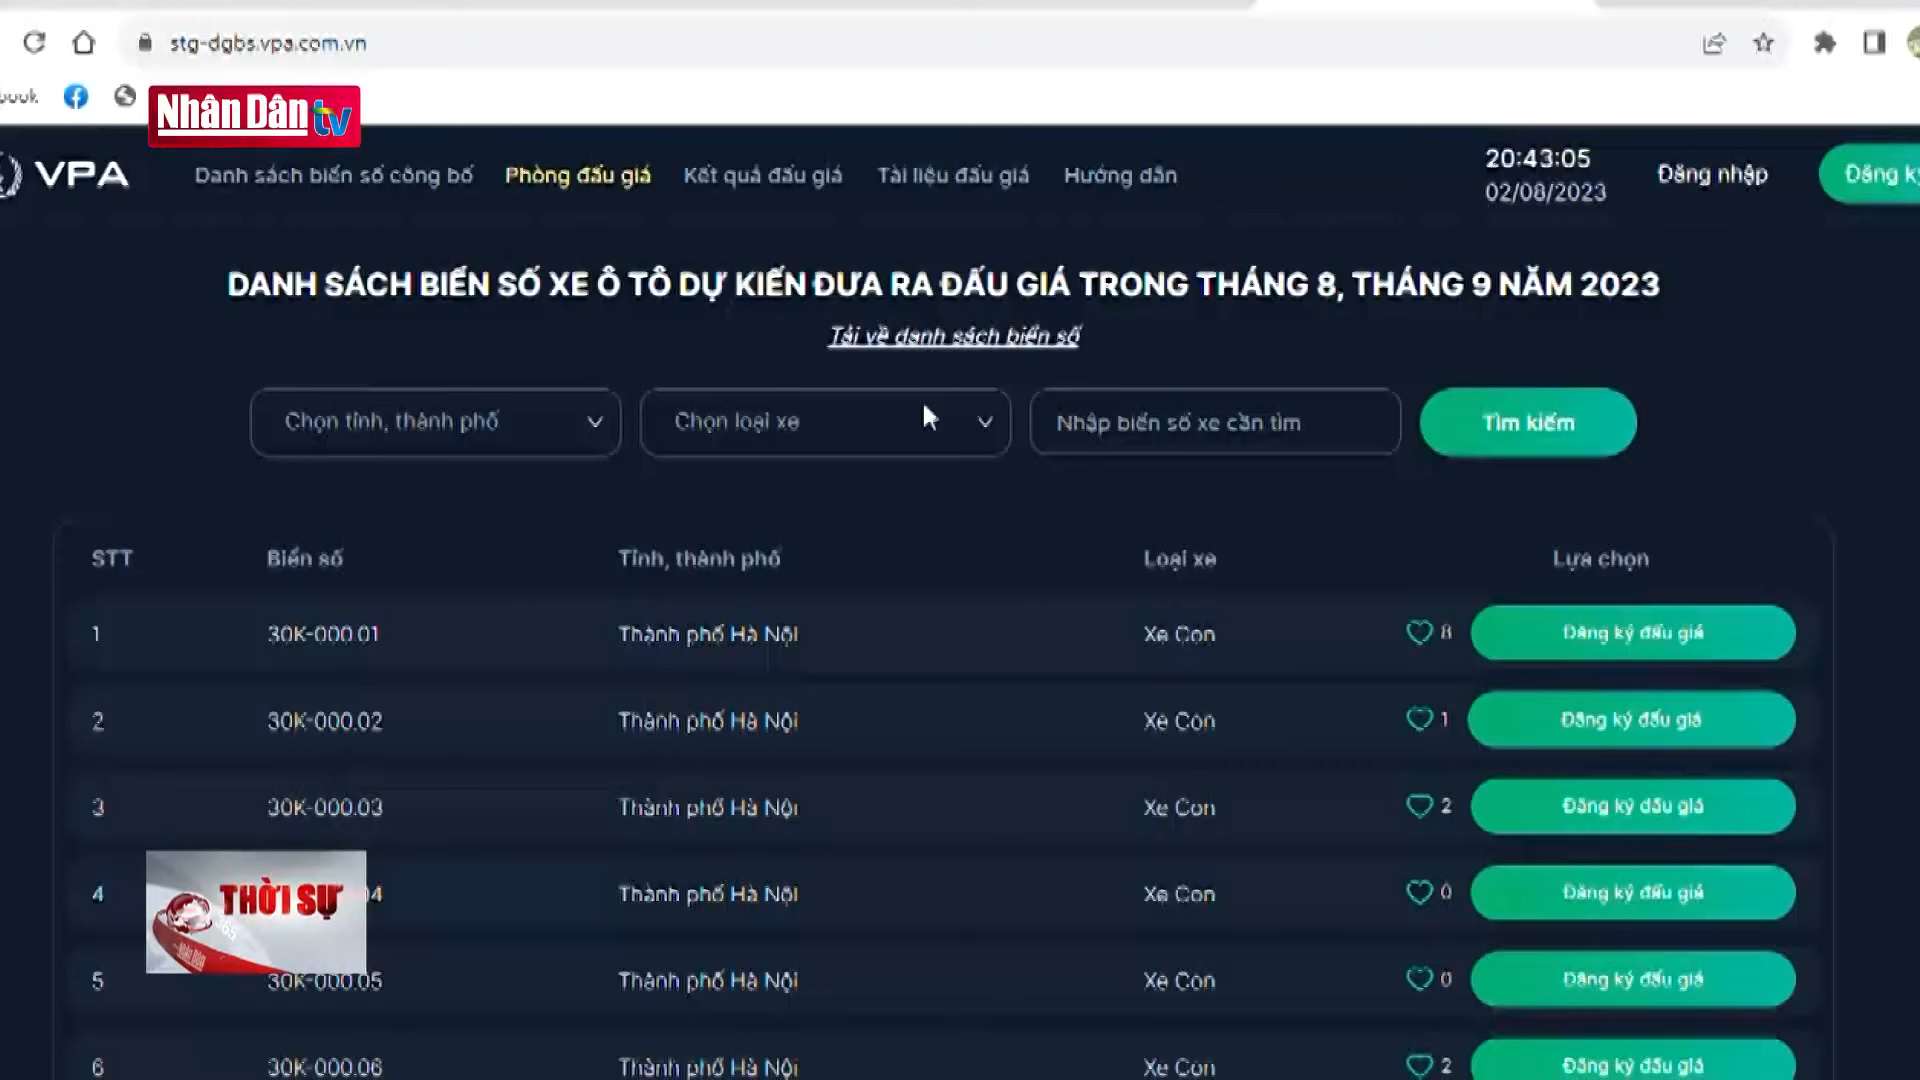 stg-dgbs.vpa.com.vn
Nhân Dân tv
VPA
Danh sách biển số công bố
Phòng đấu giá
Kết quả đấu giá
Tài liệu đấu giá
Hướng dẫn
20:43:05
02/08/2023
Đăng nhập
Đăng ký
DANH SÁCH BIỂN SỐ XE Ô TÔ DỰ KIẾN ĐƯA RA ĐẤU GIÁ TRONG THÁNG 8, THÁNG 9 NĂM 2023
Tải về danh sách biển số
Chọn tỉnh, thành phố
Chọn loại xe
Nhập biển số xe cần tìm
Tìm kiếm
STT Biển số Tỉnh, thành phố Loại xe Lựa chọn
1 30K-000.01 Thành phố Hà Nội Xe Con 8 Đăng ký đấu giá
2 30K-000.02 Thành phố Hà Nội Xe Con 1 Đăng ký đấu giá
3 30K-000.03 Thành phố Hà Nội Xe Con 2 Đăng ký đấu giá
4 04 Thành phố Hà Nội Xe Con 0 Đăng ký đấu giá
THỜI SỰ
365
5 30K-000.05 Thành phố Hà Nội Xe Con 0 Đăng ký đấu giá
6 30K-000.06 Thành phố Hà Nội Xe Con 2 Đăng ký đấu giá